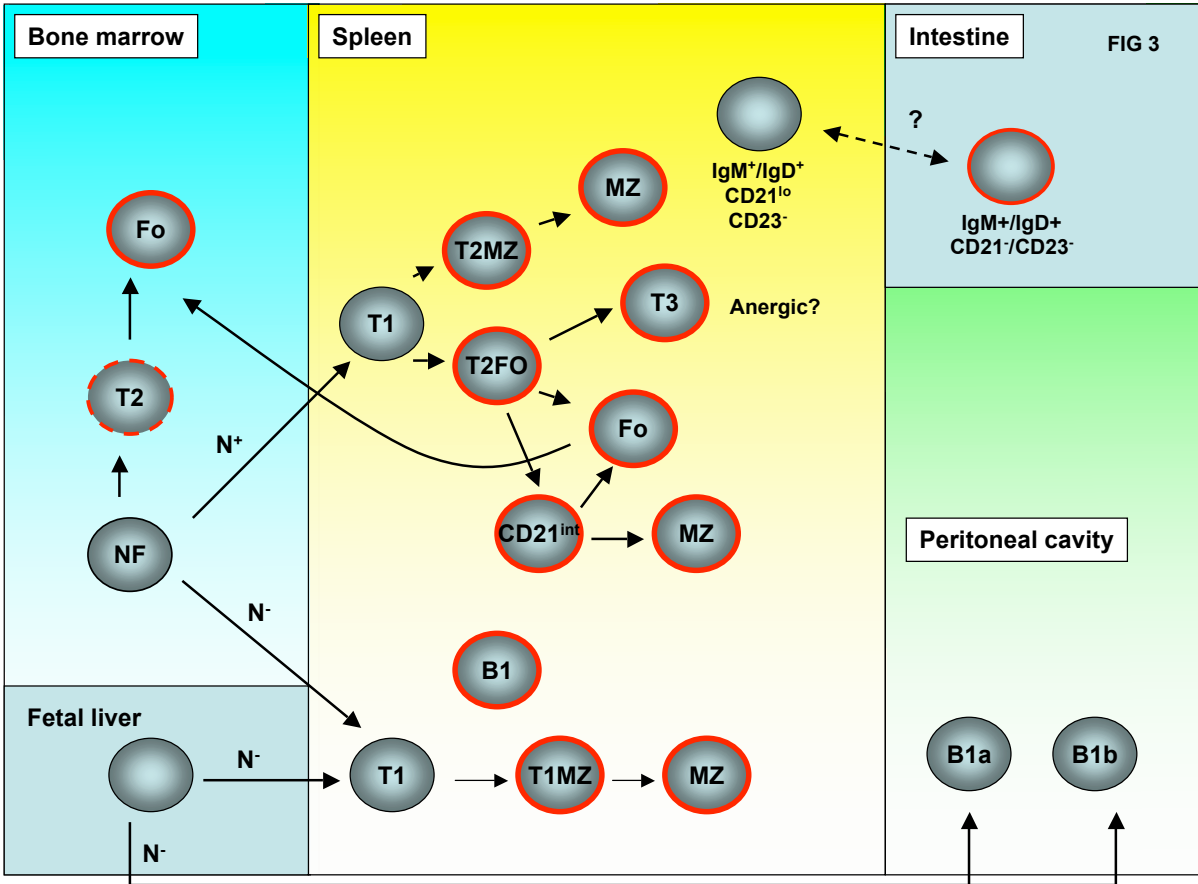 Bone marrow
Spleen
Intestine
FIG 3
Fo
T2
NF
N⁺
N⁻
Fetal liver
N⁻
N⁻
T1
T2MZ
MZ
IgM⁺/IgD⁺
CD21ˡᵒ
CD23⁻
?
IgM+/IgD+
CD21⁻/CD23⁻
T2FO
T3
Anergic?
Fo
CD21ⁱⁿᵗ
MZ
B1
T1
T1MZ
MZ
Peritoneal cavity
B1a
B1b